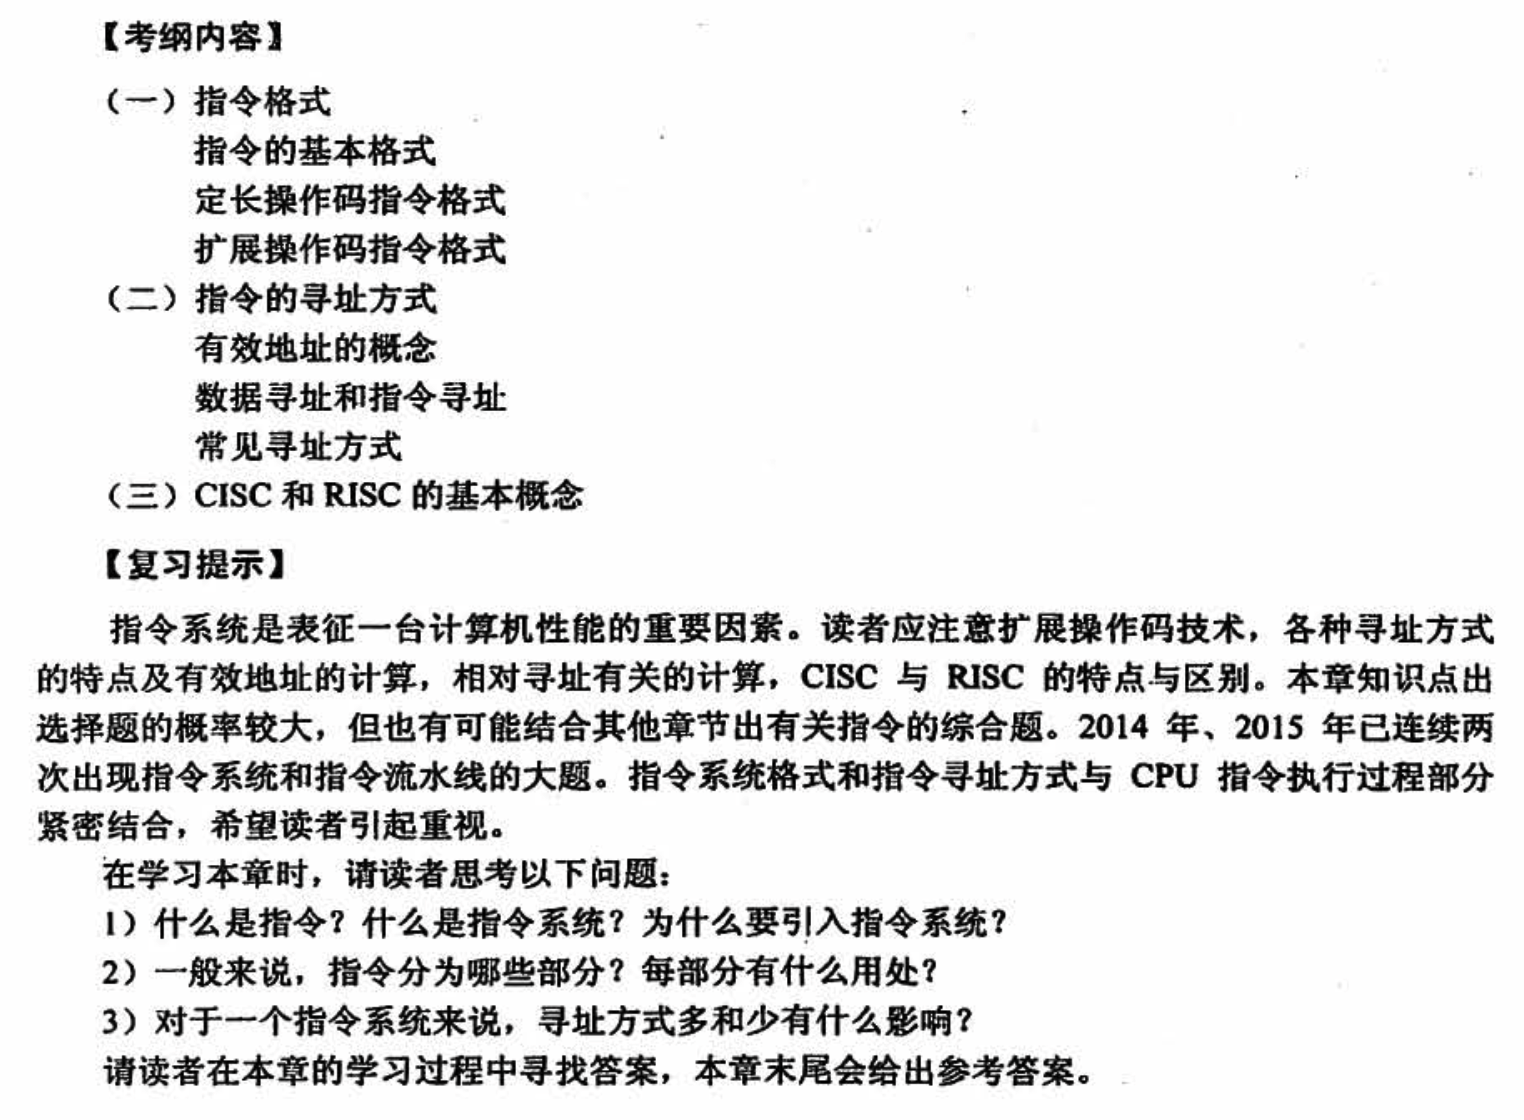 【考纲内容】
（一）指令格式
指令的基本格式
定长操作码指令格式
扩展操作码指令格式
（二）指令的寻址方式
有效地址的概念
数据寻址和指令寻址
常见寻址方式
（三）CISC 和 RISC 的基本概念
【复习提示】
指令系统是表征一台计算机性能的重要因素。读者应注意扩展操作码技术，各种寻址方式
的特点及有效地址的计算，相对寻址有关的计算，CISC 与 RISC 的特点与区别。本章知识点出
选择题的概率较大，但也有可能结合其他章节出有关指令的综合题。2014 年、2015 年已连续两
次出现指令系统和指令流水线的大题。指令系统格式和指令寻址方式与 CPU 指令执行过程部分
紧密结合，希望读者引起重视。
在学习本章时，请读者思考以下问题：
1）什么是指令？什么是指令系统？为什么要引入指令系统？
2）一般来说，指令分为哪些部分？每部分有什么用处？
3）对于一个指令系统来说，寻址方式多和少有什么影响？
请读者在本章的学习过程中寻找答案，本章末尾会给出参考答案。